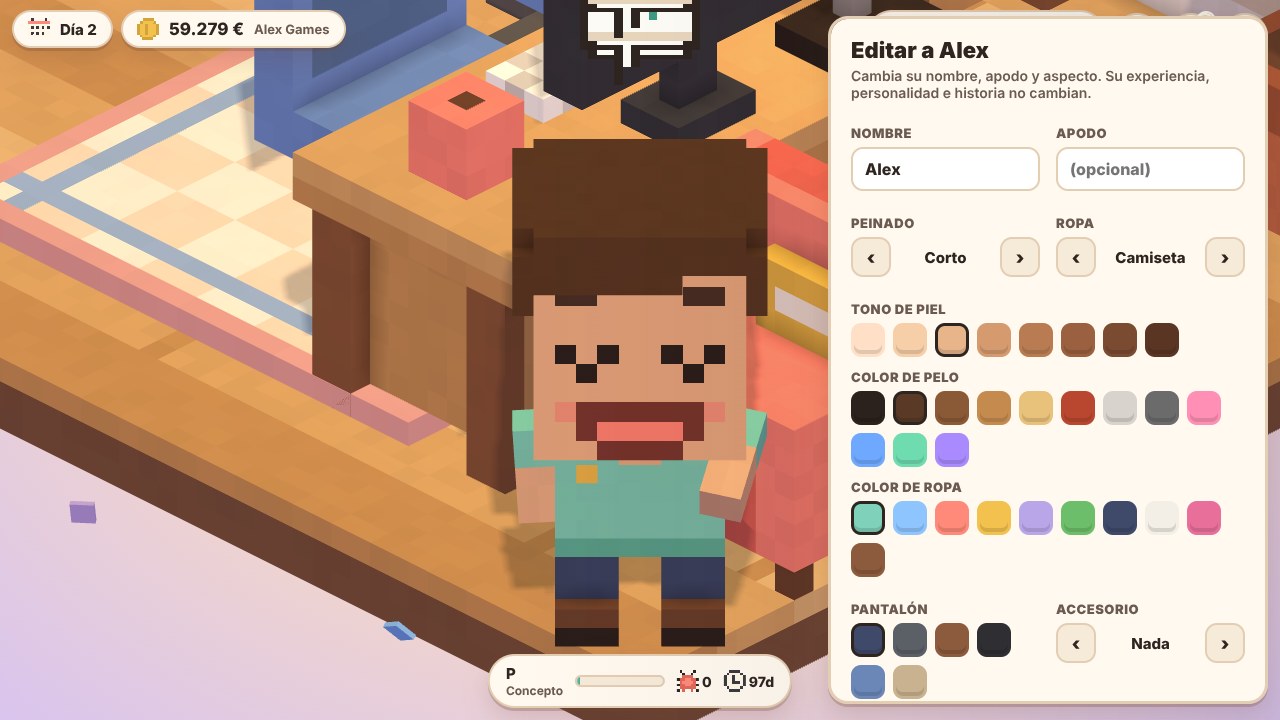 Día 2
59.279 € Alex Games
Editar a Alex
Cambia su nombre, apodo y aspecto. Su experiencia,
personalidad e historia no cambian.
NOMBRE
APODO
Alex
(opcional)
PEINADO
ROPA
‹ Corto ›
‹ Camiseta ›
TONO DE PIEL
COLOR DE PELO
COLOR DE ROPA
PANTALÓN
ACCESORIO
‹ Nada ›
P
Concepto
0
97d